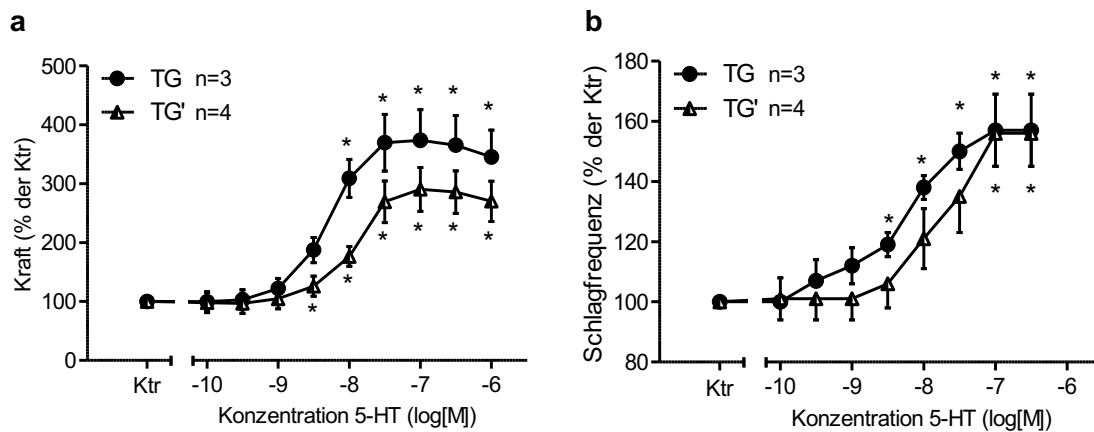 a
Kraft (% der Ktr)
500
400
300
200
100
0
TG n=3
TG' n=4
* * * * *
* * * * * *
Ktr
-10 -9 -8 -7 -6
Konzentration 5-HT (log[M])
b
Schlagfrequenz (% der Ktr)
180
160
140
120
100
80
TG n=3
TG' n=4
* * * * *
* *
Ktr
-10 -9 -8 -7 -6
Konzentration 5-HT (log[M])